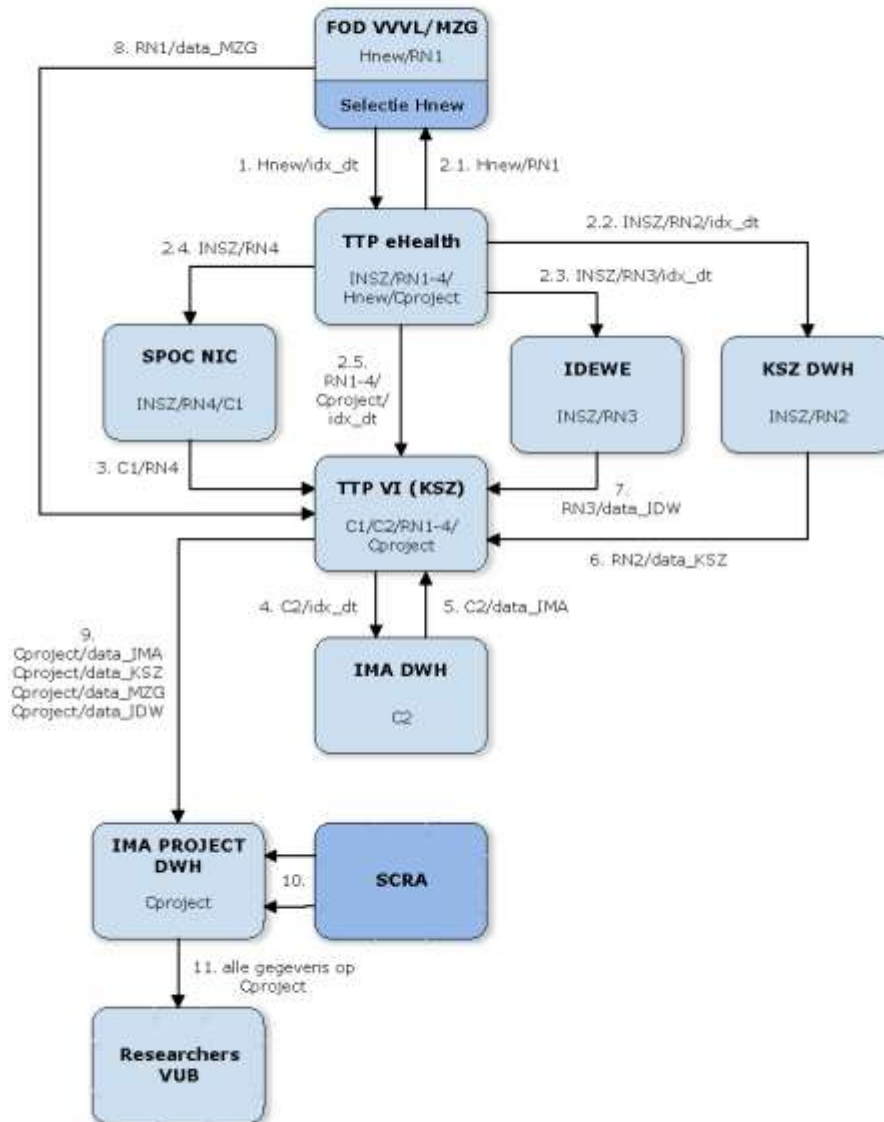 FOD VVVL/MZG
Hnew/RN1
Selectie Hnew
8. RN1/data_MZG
1. Hnew/idx_dt
2.1. Hnew/RN1
TTP eHealth
INSZ/RN1-4/
Hnew/Cproject
2.2. INSZ/RN2/idx_dt
2.3. INSZ/RN3/idx_dt
2.4. INSZ/RN4
2.5.
RN1-4/
Cproject/
idx_dt
SPOC NIC
INSZ/RN4/C1
IDEWE
INSZ/RN3
KSZ DWH
INSZ/RN2
3. C1/RN4
TTP VI (KSZ)
C1/C2/RN1-4/
Cproject
7.
RN3/data_IDW
6. RN2/data_KSZ
4. C2/idx_dt
5. C2/data_IMA
IMA DWH
C2
9.
Cproject/data_IMA
Cproject/data_KSZ
Cproject/data_MZG
Cproject/data_IDW
IMA PROJECT
DWH
Cproject
10.
SCRA
11. alle gegevens op
Cproject
Researchers
VUB